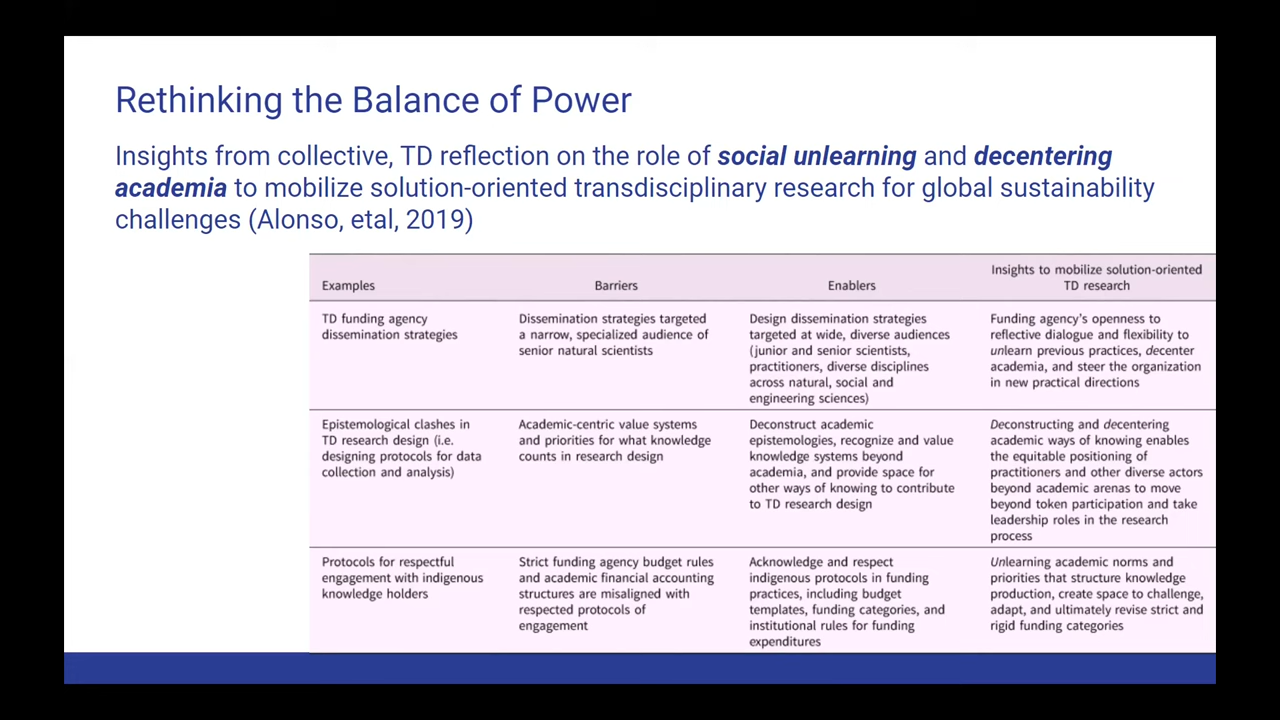 Rethinking the Balance of Power
Insights from collective, TD reflection on the role of social unlearning and decentering
academia to mobilize solution-oriented transdisciplinary research for global sustainability
challenges (Alonso, etal, 2019)
Examples
Barriers
Enablers
Insights to mobilize solution-oriented
TD research
TD funding agency
dissemination strategies
Dissemination strategies targeted
a narrow, specialized audience of
senior natural scientists
Design dissemination strategies
targeted at wide, diverse audiences
(junior and senior scientists,
practitioners, diverse disciplines
across natural, social and
engineering sciences)
Funding agency's openness to
reflective dialogue and flexibility to
unlearn previous practices, decenter
academia, and steer the organization
in new practical directions
Epistemological clashes in
TD research design (i.e.
designing protocols for data
collection and analysis)
Academic-centric value systems
and priorities for what knowledge
counts in research design
Deconstruct academic
epistemologies, recognize and value
knowledge systems beyond
academia, and provide space for
other ways of knowing to contribute
to TD research design
Deconstructing and decentering
academic ways of knowing enables
the equitable positioning of
practitioners and other diverse actors
beyond academic arenas to move
beyond token participation and take
leadership roles in the research
process
Protocols for respectful
engagement with indigenous
knowledge holders
Strict funding agency budget rules
and academic financial accounting
structures are misaligned with
respected protocols of
engagement
Acknowledge and respect
indigenous protocols in funding
practices, including budget
templates, funding categories, and
institutional rules for funding
expenditures
Unlearning academic norms and
priorities that structure knowledge
production, create space to challenge,
adapt, and ultimately revise strict and
rigid funding categories